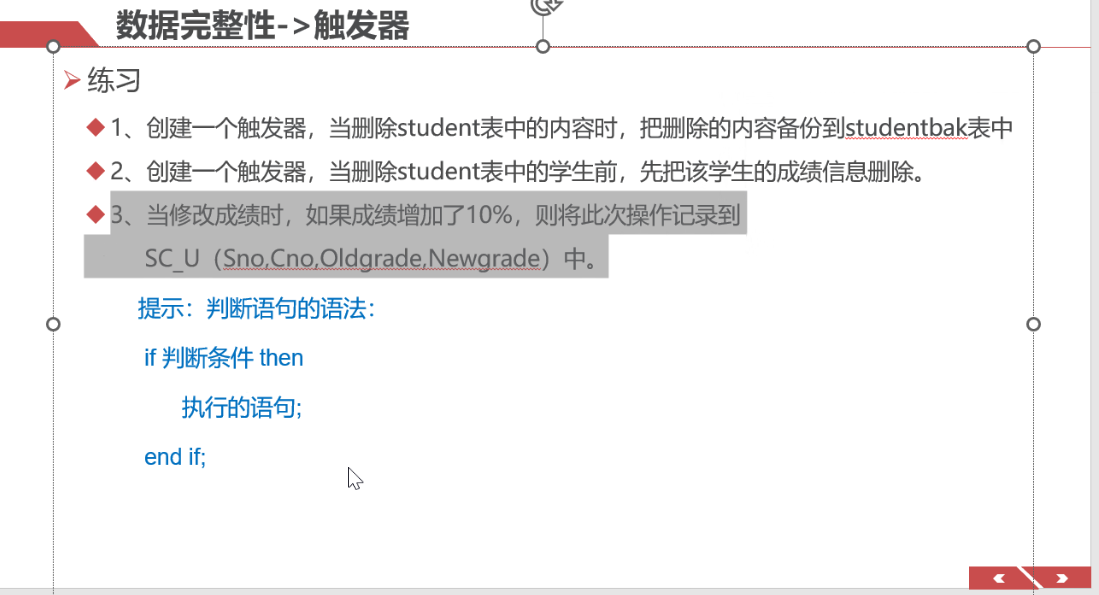 数据完整性->触发器
练习
1、创建一个触发器，当删除student表中的内容时，把删除的内容备份到studentbak表中
2、创建一个触发器，当删除student表中的学生前，先把该学生的成绩信息删除。
3、当修改成绩时，如果成绩增加了10%，则将此次操作记录到
SC_U（Sno,Cno,Oldgrade,Newgrade）中。
提示：判断语句的语法：
if 判断条件 then
执行的语句;
end if;